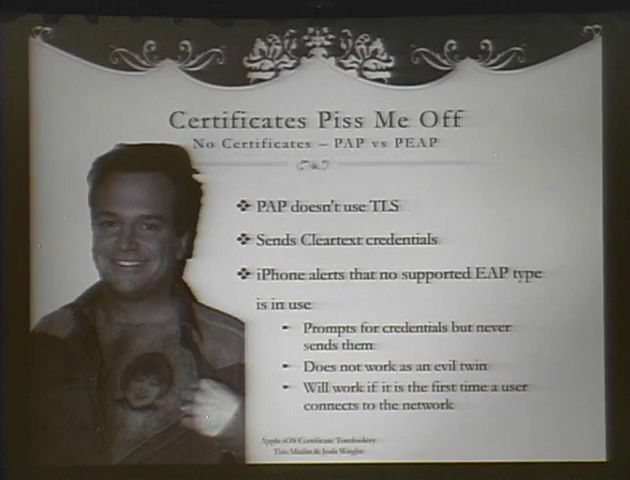 Certificates Piss Me Off
No Certificates – PAP vs PEAP
PAP doesn't use TLS
Sends Cleartext credentials
iPhone alerts that no supported EAP type
is in use
Prompts for credentials but never
sends them
Does not work as an evil twin
Will work if it is the first time a user
connects to the network
Apple iOS Certificate Tomfoolery
Tim Medin & Josh Wright